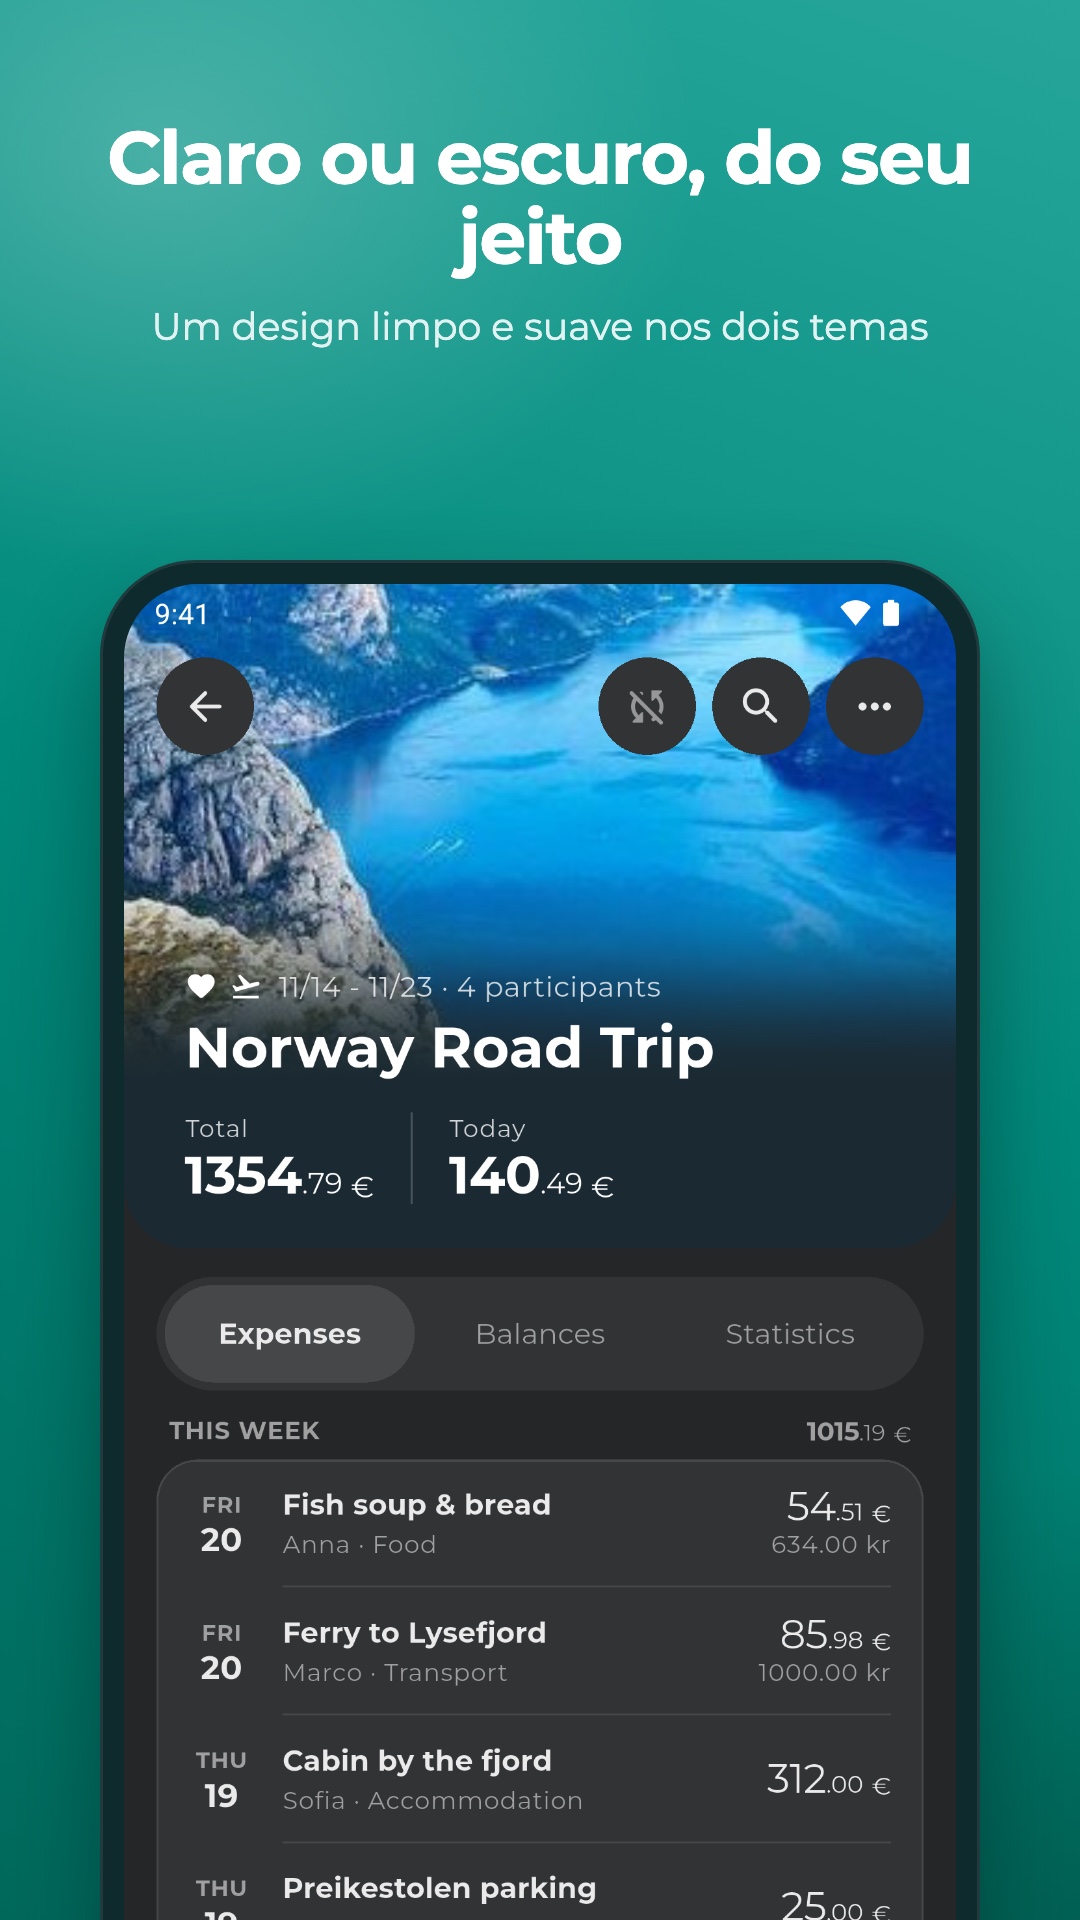 Claro ou escuro, do seu
jeito
Um design limpo e suave nos dois temas
9:41
11/14 - 11/23 · 4 participants
Norway Road Trip
Total
Today
1354.79 €
140.49 €
Expenses
Balances
Statistics
THIS WEEK
1015.19 €
FRI
20
Fish soup & bread
Anna · Food
54.51 €
634.00 kr
FRI
20
Ferry to Lysefjord
Marco · Transport
85.98 €
1000.00 kr
THU
19
Cabin by the fjord
Sofia · Accommodation
312.00 €
THU
19
Preikestolen parking
25.00 €